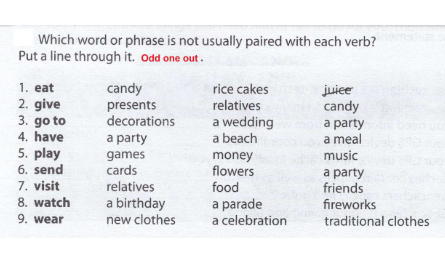 Which word or phrase is not usually paired with each verb?
Put a line through it. Odd one out.
1. eat candy rice cakes juice
2. give presents relatives candy
3. go to decorations a wedding a party
4. have a party a beach a meal
5. play games money music
6. send cards flowers a party
7. visit relatives food friends
8. watch a birthday a parade fireworks
9. wear new clothes a celebration traditional clothes